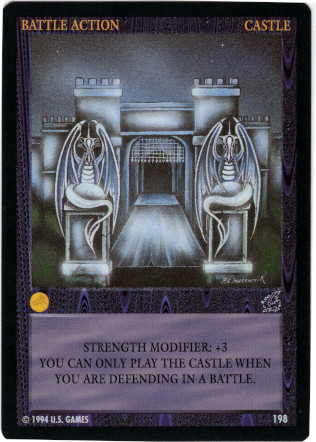 BATTLE ACTION CASTLE
STRENGTH MODIFIER: +3
YOU CAN ONLY PLAY THE CASTLE WHEN
YOU ARE DEFENDING IN A BATTLE.
© 1994 U.S. GAMES 198